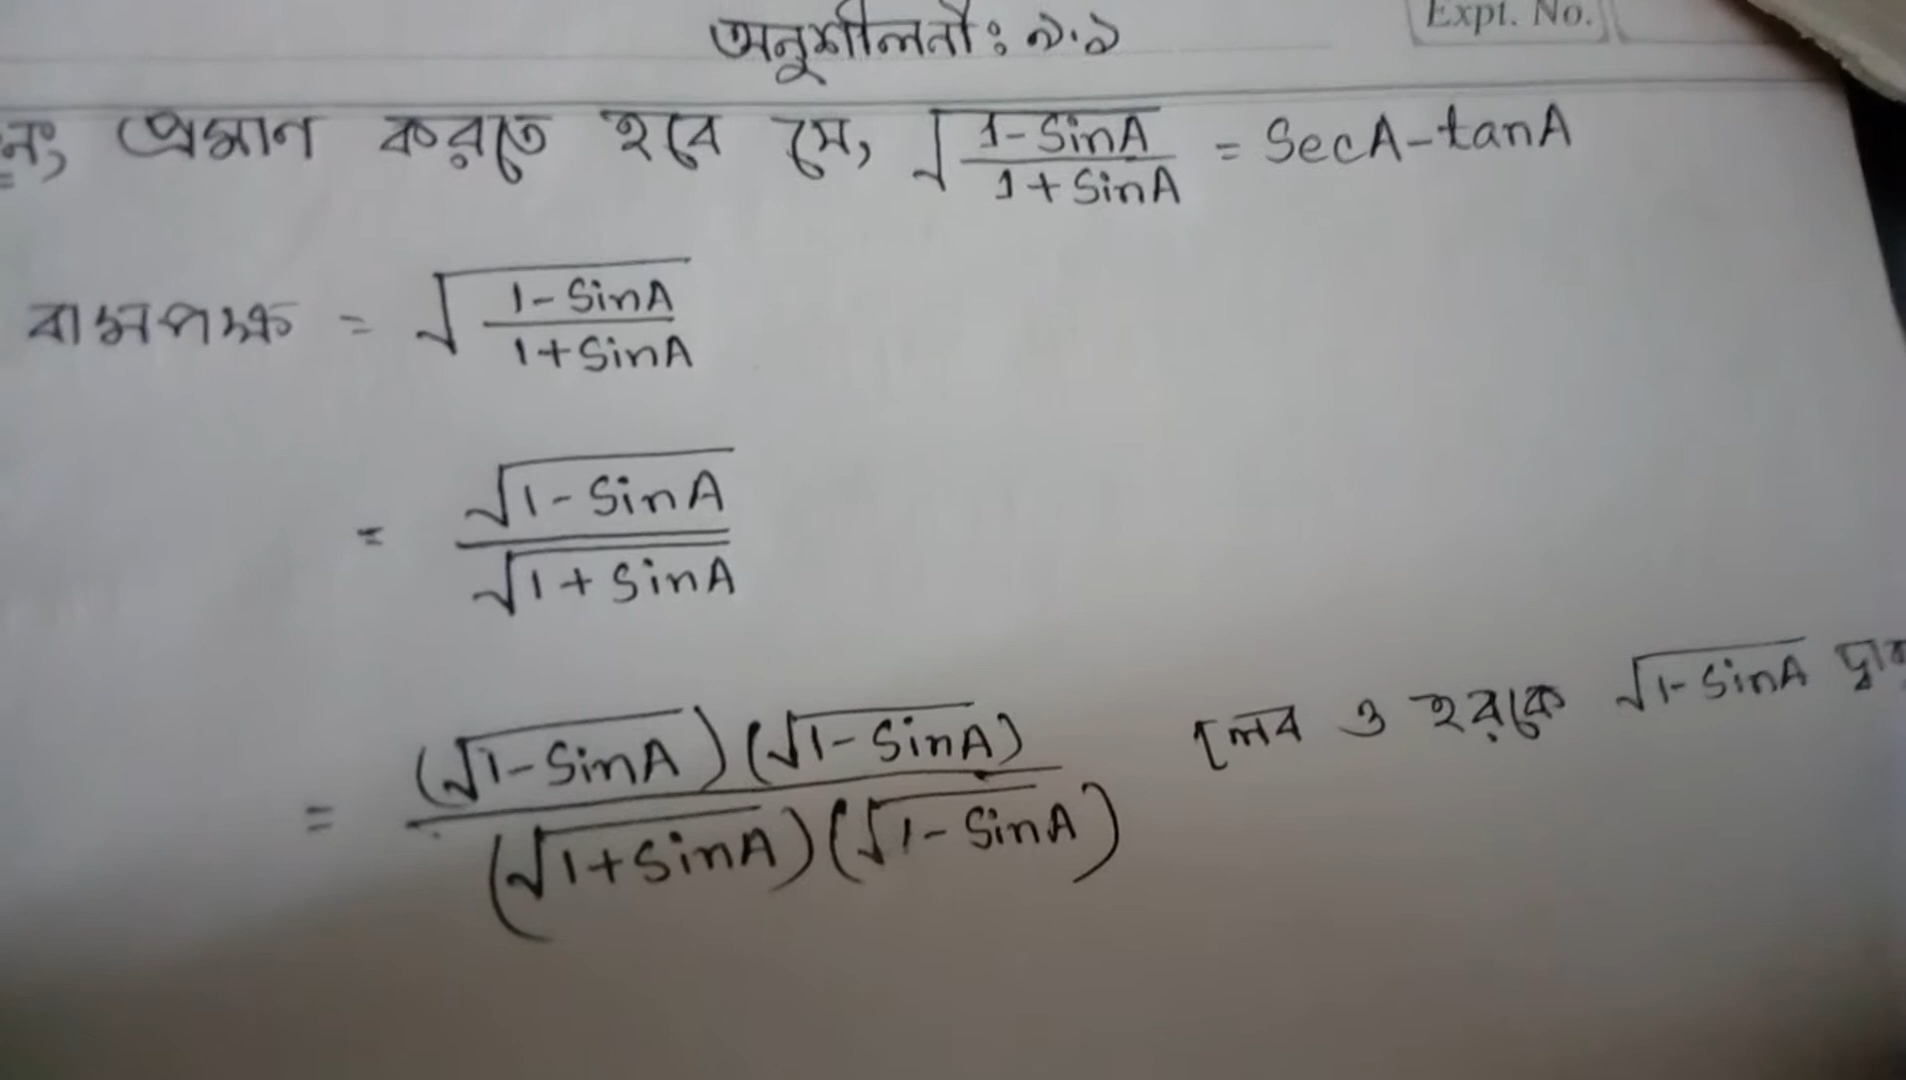 Expt. No.
অনুশীলনী: ৯.১
নং প্রমান করতে হবে যে, √(1-SinA)/(1+SinA) = SecA-tanA
বামপক্ষ = √(1-SinA)/(1+SinA)
= √1-SinA / √1+SinA
= (√1-SinA)(√1-SinA) / (√1+SinA)(√1-SinA) [লব ও হরকে √1-SinA